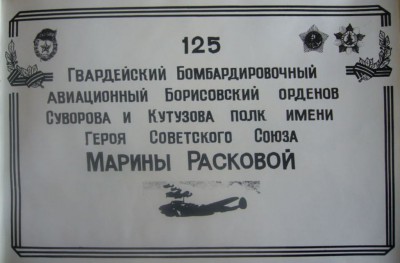 125
Гвардейский Бомбардировочный
авиационный Борисовский орденов
Суворова и Кутузова полк имени
Героя Советского Союза
Марины Расковой